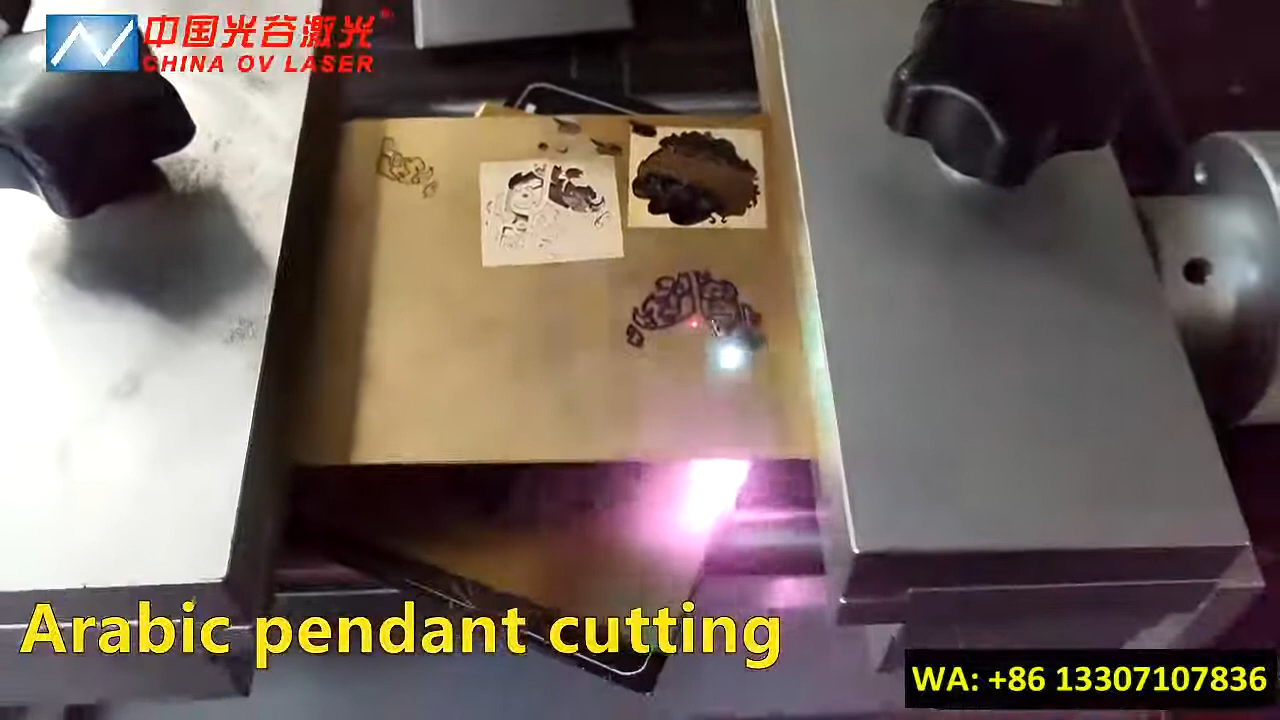 中国光谷激光®
CHINA OV LASER
Arabic pendant cutting
WA: +86 13307107836